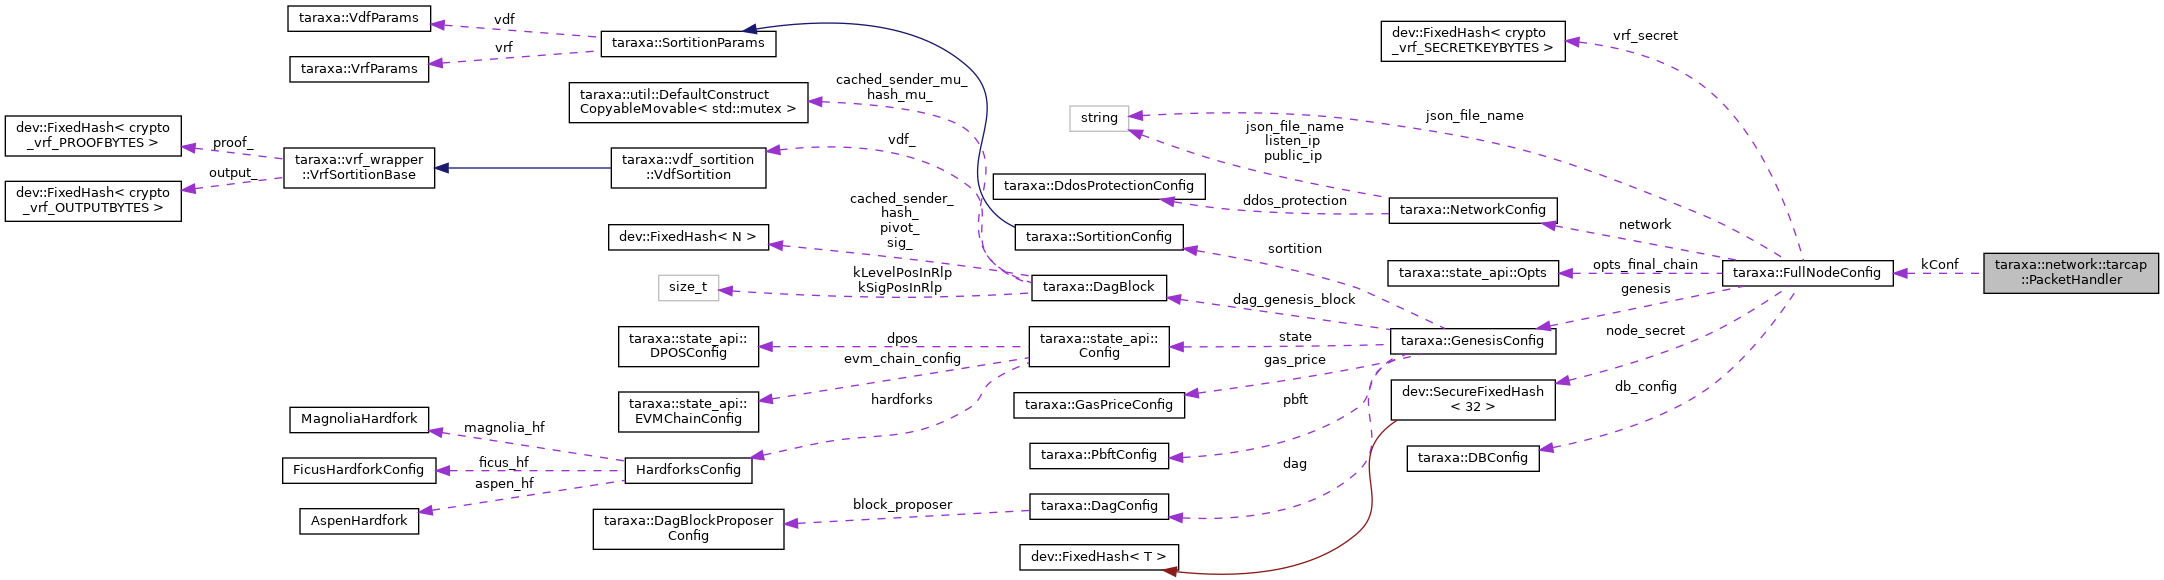 taraxa::VdfParams
vdf
taraxa::SortitionParams
vrf
taraxa::VrfParams
taraxa::util::DefaultConstruct
CopyableMovable< std::mutex >
cached_sender_mu_
hash_mu_
dev::FixedHash< crypto
_vrf_PROOFBYTES >
proof_
output_
dev::FixedHash< crypto
_vrf_OUTPUTBYTES >
taraxa::vrf_wrapper
::VrfSortitionBase
taraxa::vdf_sortition
::VdfSortition
vdf_
cached_sender_
hash_
pivot_
sig_
dev::FixedHash< N >
size_t
kLevelPosInRlp
kSigPosInRlp
taraxa::state_api::
DPOSConfig
dpos
evm_chain_config
taraxa::state_api::
EVMChainConfig
hardforks
MagnoliaHardfork
magnolia_hf
FicusHardforkConfig
ficus_hf
aspen_hf
AspenHardfork
HardforksConfig
taraxa::DagBlockProposer
Config
block_proposer
dev::FixedHash< crypto
_vrf_SECRETKEYBYTES >
vrf_secret
string
json_file_name
json_file_name
listen_ip
public_ip
taraxa::DdosProtectionConfig
ddos_protection
taraxa::NetworkConfig
network
taraxa::SortitionConfig
sortition
taraxa::DagBlock
dag_genesis_block
taraxa::state_api::
Config
state
gas_price
taraxa::GasPriceConfig
pbft
taraxa::PbftConfig
dag
taraxa::DagConfig
dev::FixedHash< T >
taraxa::state_api::Opts
opts_final_chain
genesis
taraxa::GenesisConfig
node_secret
dev::SecureFixedHash
< 32 >
db_config
taraxa::DBConfig
taraxa::FullNodeConfig
kConf
taraxa::network::tarcap
::PacketHandler